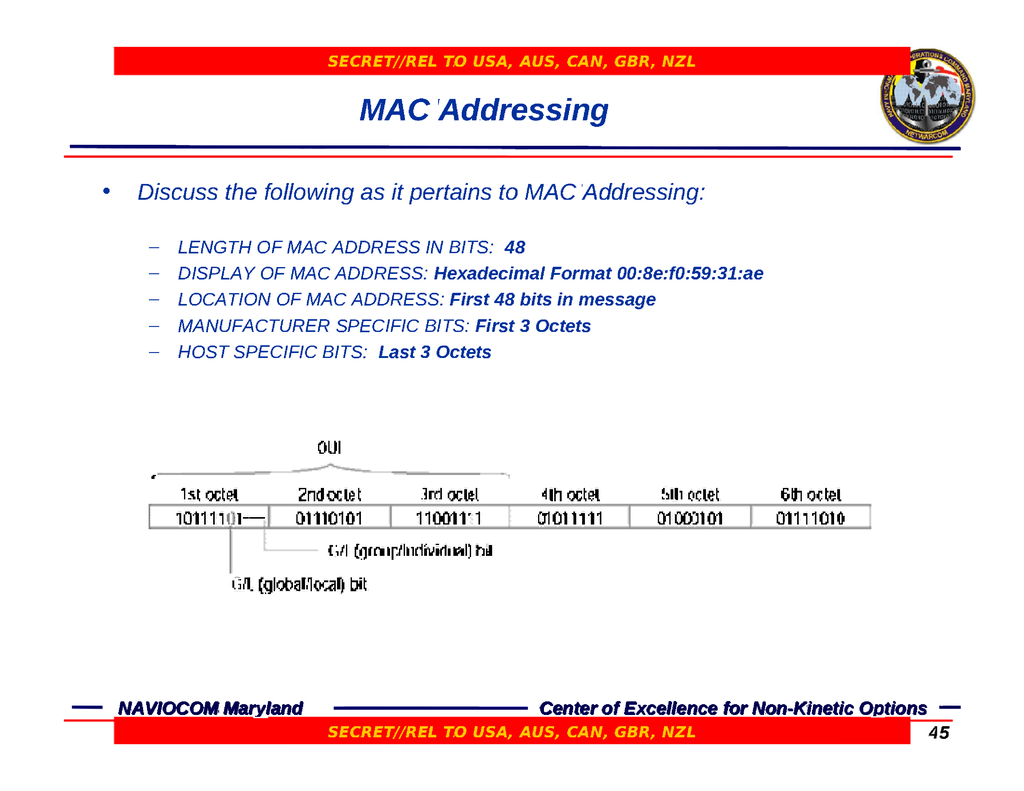 SECRET//REL TO USA, AUS, CAN, GBR, NZL
MAC Addressing
• Discuss the following as it pertains to MAC Addressing:
– LENGTH OF MAC ADDRESS IN BITS: 48
– DISPLAY OF MAC ADDRESS: Hexadecimal Format 00:8e:f0:59:31:ae
– LOCATION OF MAC ADDRESS: First 48 bits in message
– MANUFACTURER SPECIFIC BITS: First 3 Octets
– HOST SPECIFIC BITS: Last 3 Octets
OUI
1st octet 2nd octet 3rd octet 4th octet 5th octet 6th octet
10111101 01110101 11001111 01011111 01000101 01111010
G/I (group/individual) bit
G/L (global/local) bit
NAVIOCOM Maryland Center of Excellence for Non-Kinetic Options
SECRET//REL TO USA, AUS, CAN, GBR, NZL
45